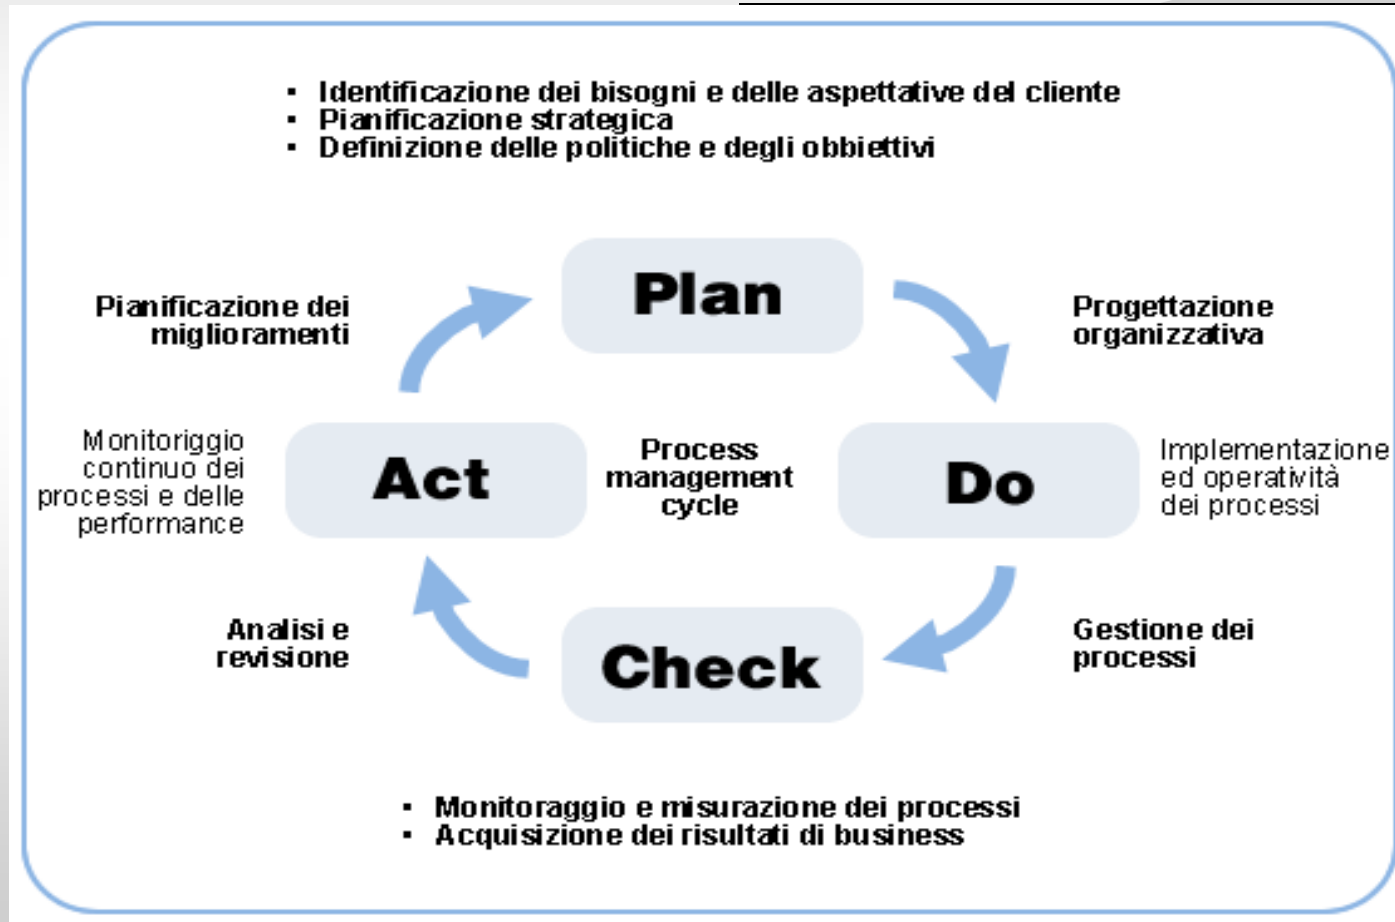 ▪ Identificazione dei bisogni e delle aspettative del cliente
▪ Pianificazione strategica
▪ Definizione delle politiche e degli obbiettivi
Plan
Pianificazione dei
miglioramenti
Progettazione
organizzativa
Monitoriggio
continuo dei
processi e delle
performance
Act
Process
management
cycle
Do
Implementazione
ed operatività
dei processi
Analisi e
revisione
Check
Gestione dei
processi
▪ Monitoraggio e misurazione dei processi
▪ Acquisizione dei risultati di business